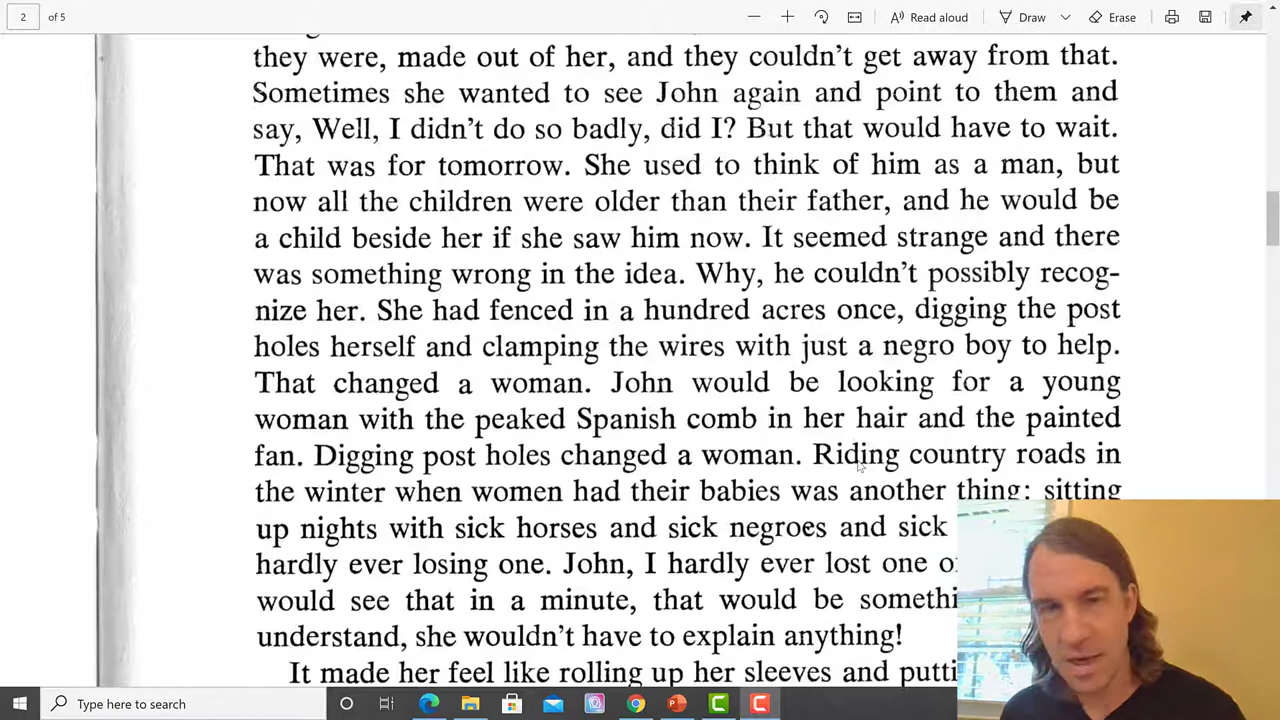 2 of 5
Read aloud
Draw
Erase
they were, made out of her, and they couldn't get away from that.
Sometimes she wanted to see John again and point to them and
say, Well, I didn't do so badly, did I? But that would have to wait.
That was for tomorrow. She used to think of him as a man, but
now all the children were older than their father, and he would be
a child beside her if she saw him now. It seemed strange and there
was something wrong in the idea. Why, he couldn't possibly recog-
nize her. She had fenced in a hundred acres once, digging the post
holes herself and clamping the wires with just a negro boy to help.
That changed a woman. John would be looking for a young
woman with the peaked Spanish comb in her hair and the painted
fan. Digging post holes changed a woman. Riding country roads in
the winter when women had their babies was another thing: sitting
up nights with sick horses and sick negroes and sick
hardly ever losing one. John, I hardly ever lost one
would see that in a minute, that would be
understand, she wouldn't have to explain anything!
It made her feel like rolling up her sleeves and
Type here to search